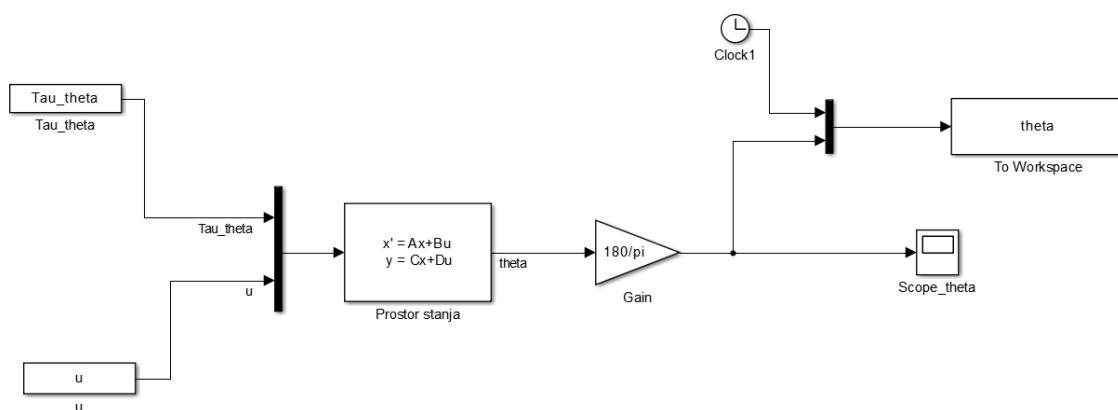 Clock1
Tau_theta
Tau_theta
theta
To Workspace
Tau_theta
x' = Ax+Bu
y = Cx+Du
theta
180/pi
u
Prostor stanja
Gain
Scope_theta
u
u